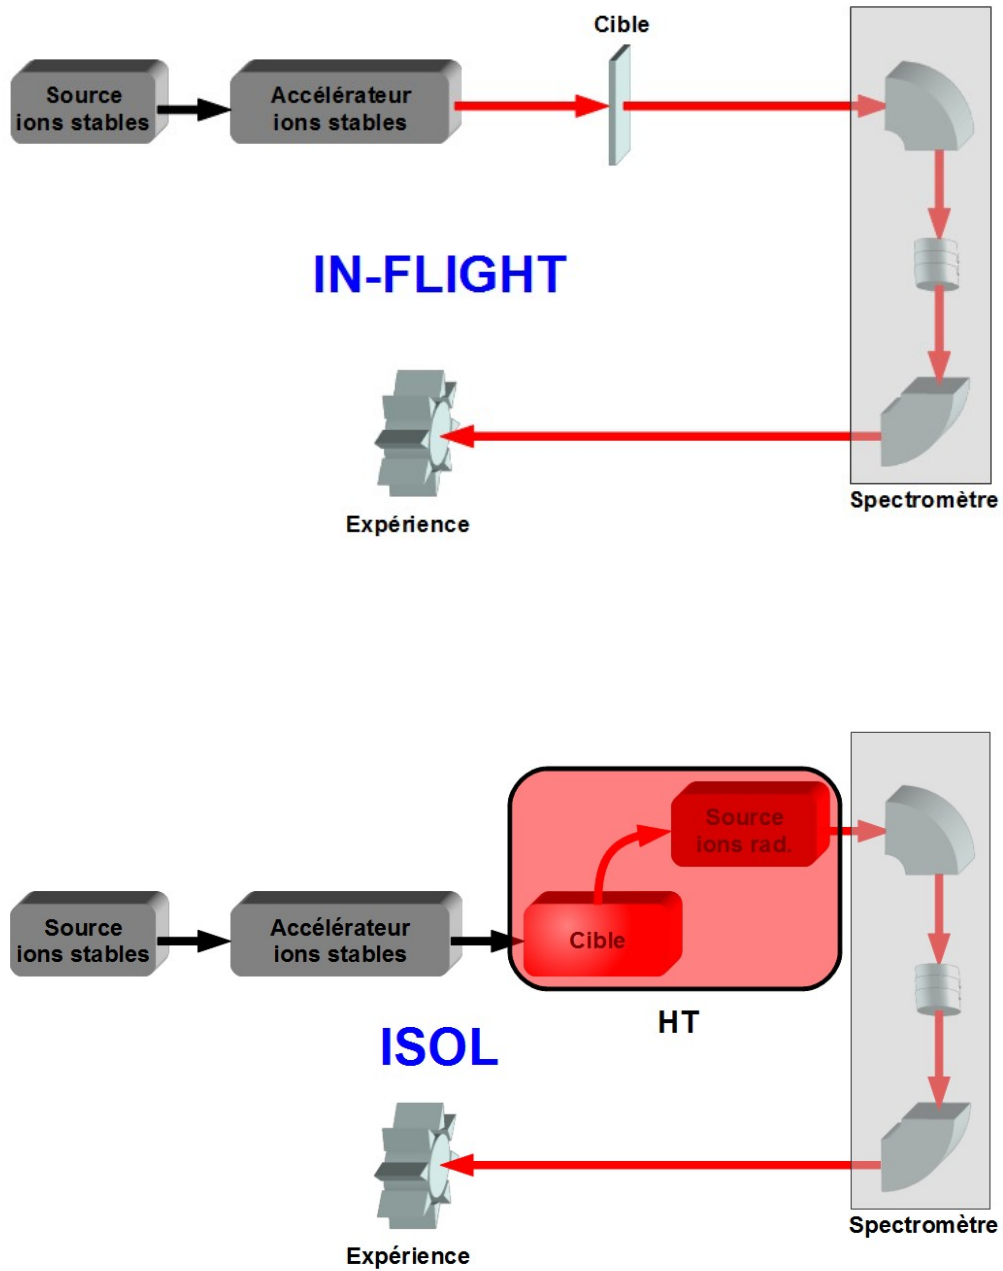 Cible
Source
ions stables
Accélérateur
ions stables
IN-FLIGHT
Expérience
Spectromètre
Source
ions rad.
Source
ions stables
Accélérateur
ions stables
Cible
HT
ISOL
Expérience
Spectromètre